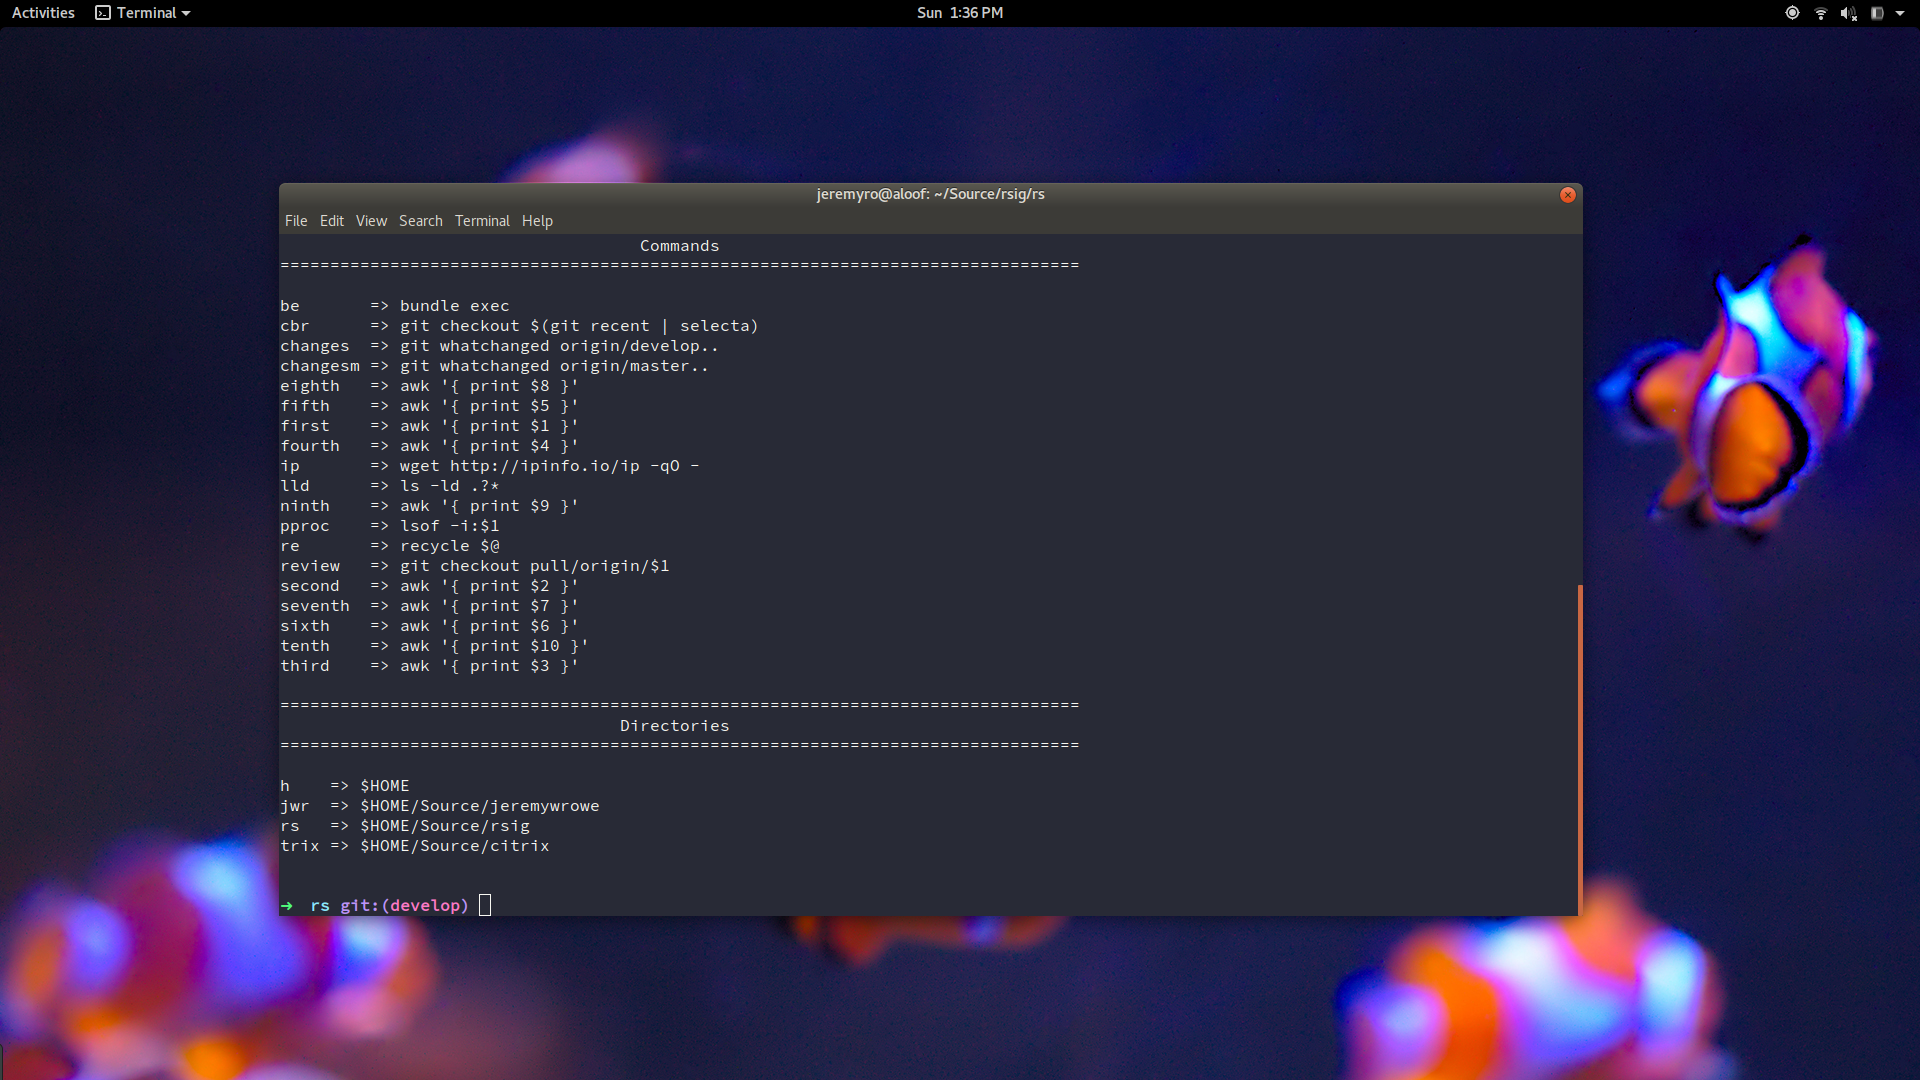 Activities Terminal Sun 1:36 PM
jeremyro@aloof: ~/Source/rsig/rs
File Edit View Search Terminal Help
Commands
================================================================================
be       => bundle exec
cbr      => git checkout $(git recent | selecta)
changes  => git whatchanged origin/develop..
changesm => git whatchanged origin/master..
eighth   => awk '{ print $8 }'
fifth    => awk '{ print $5 }'
first    => awk '{ print $1 }'
fourth   => awk '{ print $4 }'
ip       => wget http://ipinfo.io/ip -qO -
lld      => ls -ld .?*
ninth    => awk '{ print $9 }'
pproc    => lsof -i:$1
re       => recycle $@
review   => git checkout pull/origin/$1
second   => awk '{ print $2 }'
seventh  => awk '{ print $7 }'
sixth    => awk '{ print $6 }'
tenth    => awk '{ print $10 }'
third    => awk '{ print $3 }'
================================================================================
Directories
================================================================================
h    => $HOME
jwr  => $HOME/Source/jeremywrowe
rs   => $HOME/Source/rsig
trix => $HOME/Source/citrix
➜  rs git:(develop)